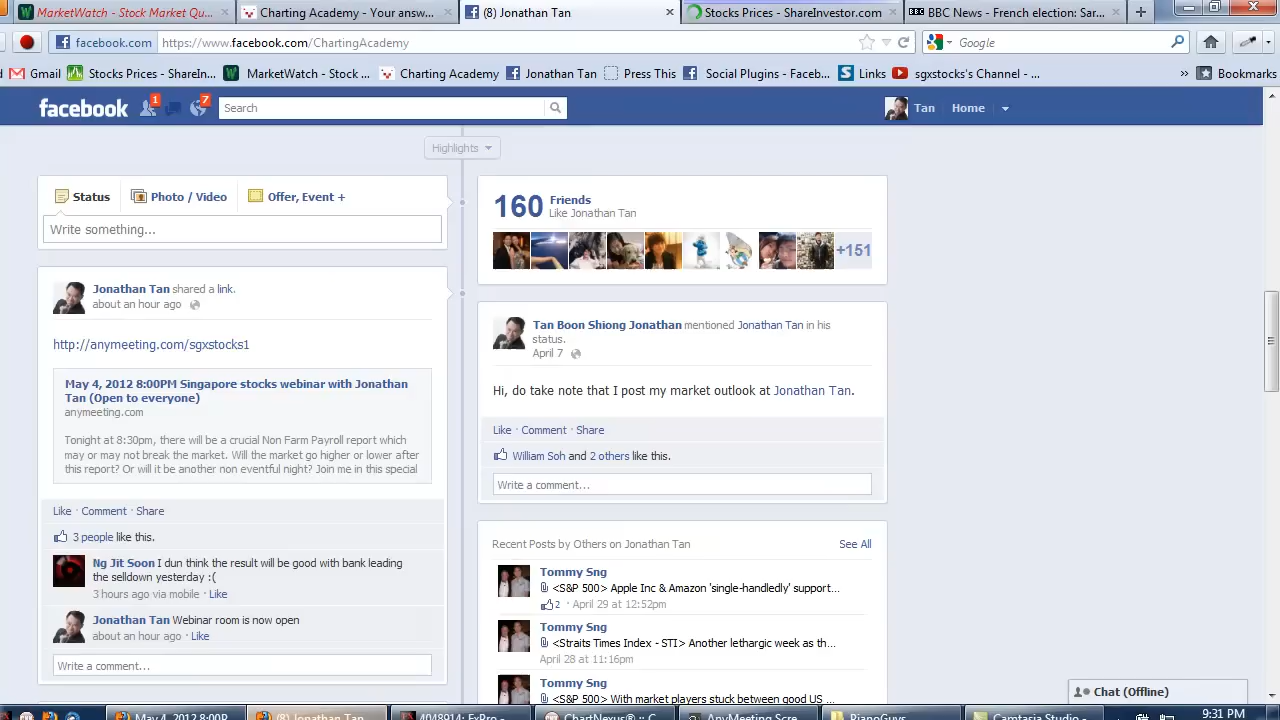 MarketWatch - Stock Market Qu...
Charting Academy - Your answ...
(8) Jonathan Tan
Stocks Prices - ShareInvestor.com
BBC News - French election: Sar...
facebook.com
https://www.facebook.com/ChartingAcademy
Google
Gmail
Stocks Prices - ShareIn...
MarketWatch - Stock ...
Charting Academy
Jonathan Tan
Press This
Social Plugins - Faceb...
Links
sgxstocks's Channel - ...
Bookmarks
facebook
1
7
Search
Tan
Home
Highlights
Status
Photo / Video
Offer, Event +
Write something...
160 Friends
Like Jonathan Tan
+151
Jonathan Tan shared a link.
about an hour ago
http://anymeeting.com/sgxstocks1
May 4, 2012 8:00PM Singapore stocks webinar with Jonathan
Tan (Open to everyone)
anymeeting.com
Tonight at 8:30pm, there will be a crucial Non Farm Payroll report which
may or may not break the market. Will the market go higher or lower after
this report? Or will it be another non eventful night? Join me in this special
Like · Comment · Share
3 people like this.
Ng Jit Soon I dun think the result will be good with bank leading
the selldown yesterday :(
3 hours ago via mobile · Like
Jonathan Tan Webinar room is now open
about an hour ago · Like
Write a comment...
Tan Boon Shiong Jonathan mentioned Jonathan Tan in his
status.
April 7
Hi, do take note that I post my market outlook at Jonathan Tan.
Like · Comment · Share
William Soh and 2 others like this.
Write a comment...
Recent Posts by Others on Jonathan Tan
See All
Tommy Sng
<S&P 500> Apple Inc & Amazon 'single-handledly' support...
2 · April 29 at 12:52pm
Tommy Sng
<Straits Times Index - STI> Another lethargic week as th...
April 28 at 11:16pm
Tommy Sng
<S&P 500> With market players stuck between good US ...
Chat (Offline)
May 4, 2012 8:00P...
(8) Jonathan Tan ...
4048914: FxPro - ...
ChartNexus® :: C...
AnyMeeting Scre...
PianoGuys
Camtasia Studio - ...
9:31 PM